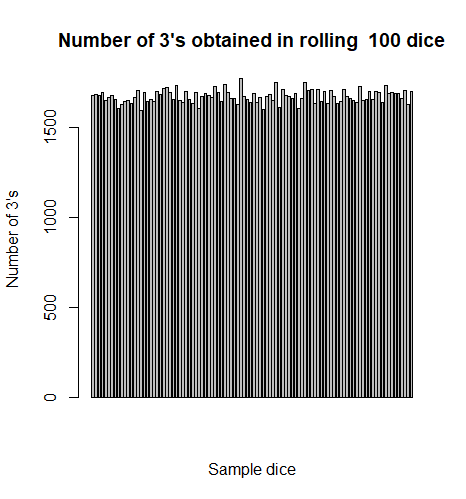 Number of 3's obtained in rolling  100 dice
1500
1000
500
0
Number of 3's
Sample dice